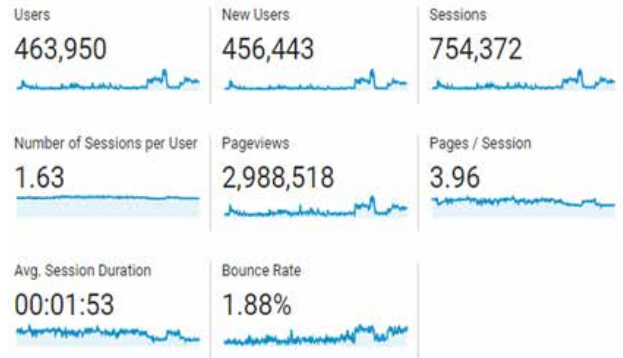 Users
463,950
New Users
456,443
Sessions
754,372
Number of Sessions per User
1.63
Pageviews
2,988,518
Pages / Session
3.96
Avg. Session Duration
00:01:53
Bounce Rate
1.88%